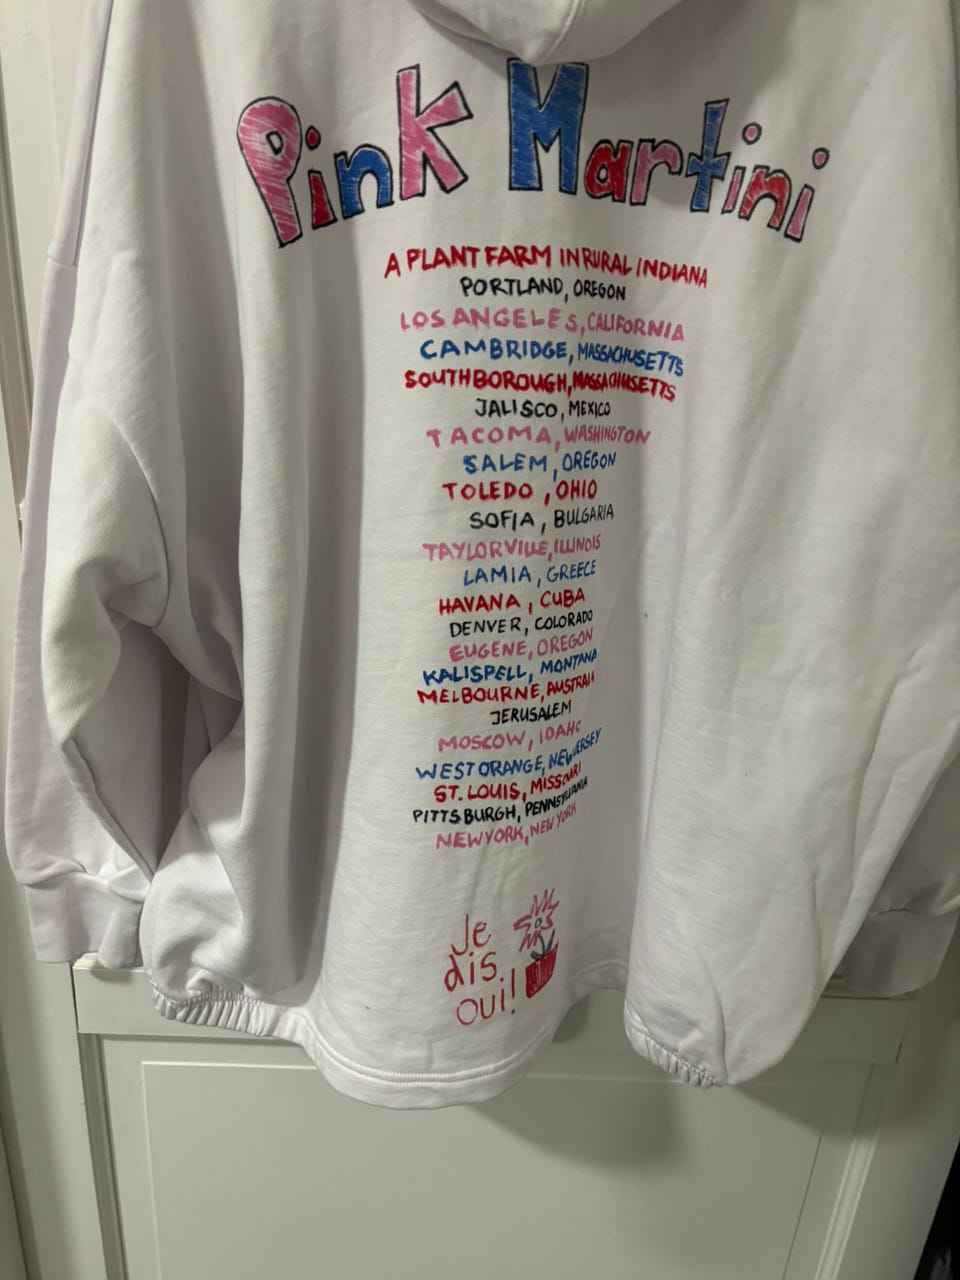 Pink Martini
A PLANT FARM IN RURAL INDIANA
PORTLAND, OREGON
LOS ANGELES, CALIFORNIA
CAMBRIDGE, MASSACHUSETTS
SOUTHBOROUGH, MASSACHUSETTS
JALISCO, MEXICO
TACOMA, WASHINGTON
SALEM, OREGON
TOLEDO, OHIO
SOFIA, BULGARIA
TAYLORVILLE, ILLINOIS
LAMIA, GREECE
HAVANA, CUBA
DENVER, COLORADO
EUGENE, OREGON
KALISPELL, MONTANA
MELBOURNE, AUSTRALIA
JERUSALEM
MOSCOW, IDAHO
WEST ORANGE, NEW JERSEY
ST. LOUIS, MISSOURI
PITTSBURGH, PENNSYLVANIA
NEW YORK, NEW YORK
Je
dis
oui!